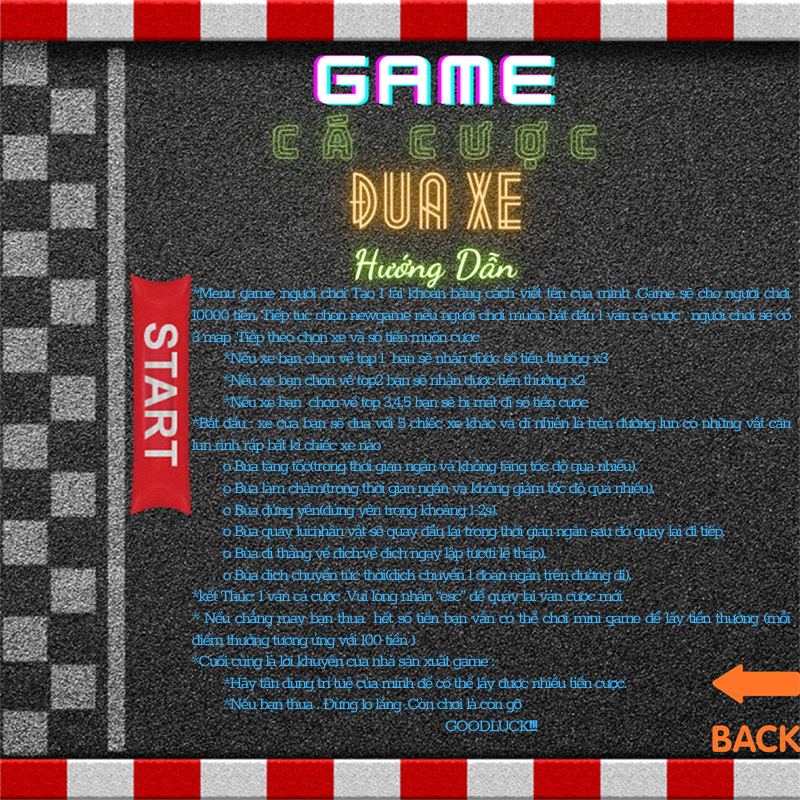 GAME
CÁ CƯỢC
ĐUA XE
Hướng Dẫn
START
*Menu game :người chơi Tạo 1 tài khoản bằng cách viết tên của mình .Game sẽ cho người chơi
10000 tiền. Tiếp tục chọn newgame nếu người chơi muốn bắt đầu 1 ván cá cược , người chơi sẽ có
3 map .Tiếp theo chọn xe và số tiền muốn cược
*Nếu xe bạn chọn về top 1 bạn sẽ nhận được số tiền thưởng x3
*Nếu xe bạn chọn về top2 bạn sẽ nhận được tiền thưởng x2
*Nếu xe bạn chọn về top 3,4,5 bạn sẽ bị mất đi số tiền cược
*Bắt đầu : xe của bạn sẽ đua với 5 chiếc xe khác và dĩ nhiên là trên đường lun có những vật cản
lun rình rập bất kì chiếc xe nào
o Bùa tăng tốc(trong thời gian ngắn và không tăng tốc độ quá nhiều).
o Bùa làm chậm(trong thời gian ngắn và không giảm tốc độ quá nhiều).
o Bùa đứng yên(đứng yên trong khoảng 1-2s).
o Bùa quay lui:nhân vật sẽ quay đầu lại trong thời gian ngắn sau đó quay lại đi tiếp.
o Bùa đi thẳng về đích:về đích ngay lập tức(tỉ lệ thấp).
o Bùa dịch chuyển tức thời(dịch chuyển 1 đoạn ngắn trên đường đi).
*kết Thúc: 1 ván cá cược .Vui lòng nhấn "esc" để quay lại ván cược mới .
* Nếu chẳng may bạn thua hết số tiền bạn vẫn có thể chơi mini game để lấy tiền thưởng (mỗi
điểm thưởng tương ứng với 100 tiền )
*Cuối cùng là lời khuyên của nhà sản xuất game :
*Hãy tận dụng trí tuệ của mình để có thể lấy được nhiều tiền cược.
*Nếu bạn thua . Đừng lo lắng .Còn chơi là còn gỡ
GOODLUCK!!!
BACK